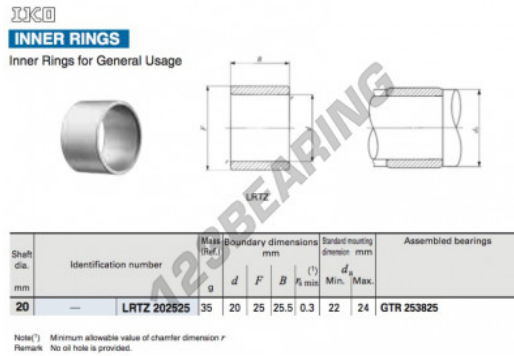 IKO
INNER RINGS
Inner Rings for General Usage
B
F
r
r
d
dₐ
LRTZ
123BEARING
Shaft dia. mm
Identification number
Mass (Ref.) g
Boundary dimensions mm
d F B rₛ min(¹)
Standard mounting dimension mm
dₐ
Min. Max.
Assembled bearings
20 — LRTZ 202525 35 20 25 25.5 0.3 22 24 GTR 253825
Note(¹) Minimum allowable value of chamfer dimension r
Remark No oil hole is provided.